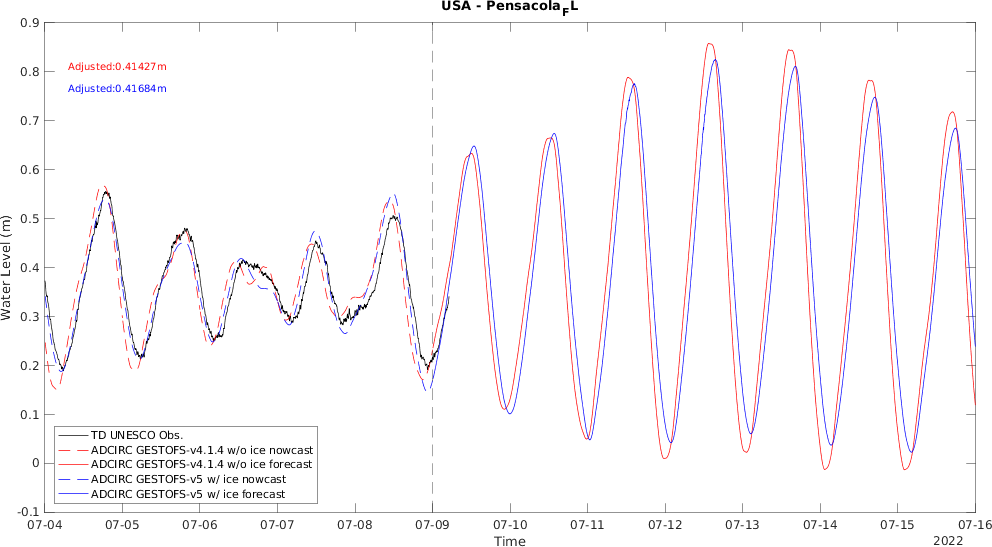 USA - Pensacola_FL
Adjusted:0.41427m
Adjusted:0.41684m
Water Level (m)
0.9
0.8
0.7
0.6
0.5
0.4
0.3
0.2
0.1
0
-0.1
TD UNESCO Obs.
ADCIRC GESTOFS-v4.1.4 w/o ice nowcast
ADCIRC GESTOFS-v4.1.4 w/o ice forecast
ADCIRC GESTOFS-v5 w/ ice nowcast
ADCIRC GESTOFS-v5 w/ ice forecast
07-04 07-05 07-06 07-07 07-08 07-09 07-10 07-11 07-12 07-13 07-14 07-15 07-16
Time
2022